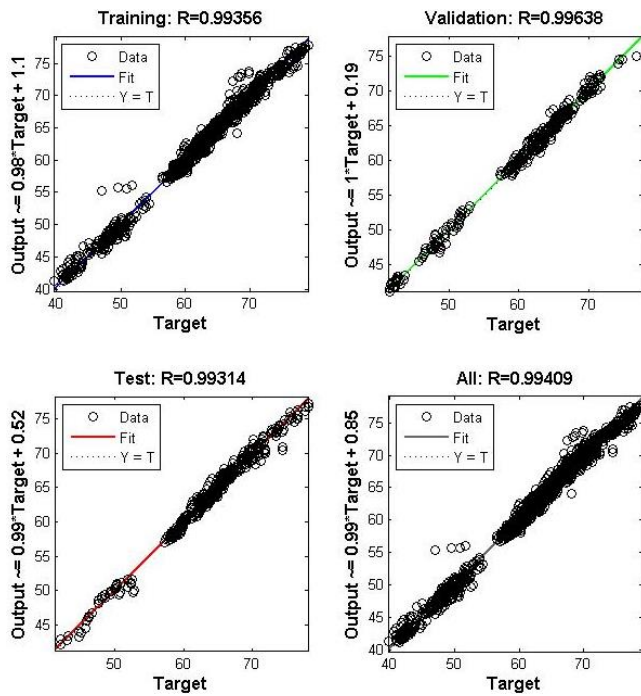 Training: R=0.99356
Output ~= 0.98*Target + 1.1
Data
Fit
Y = T
75
70
65
60
55
50
45
40
40 50 60 70
Target
Validation: R=0.99638
Output ~= 1*Target + 0.19
Data
Fit
Y = T
75
70
65
60
55
50
45
50 60 70
Target
Test: R=0.99314
Output ~= 0.99*Target + 0.52
Data
Fit
Y = T
75
70
65
60
55
50
45
50 60 70
Target
All: R=0.99409
Output ~= 0.99*Target + 0.85
Data
Fit
Y = T
75
70
65
60
55
50
45
40
40 50 60 70
Target